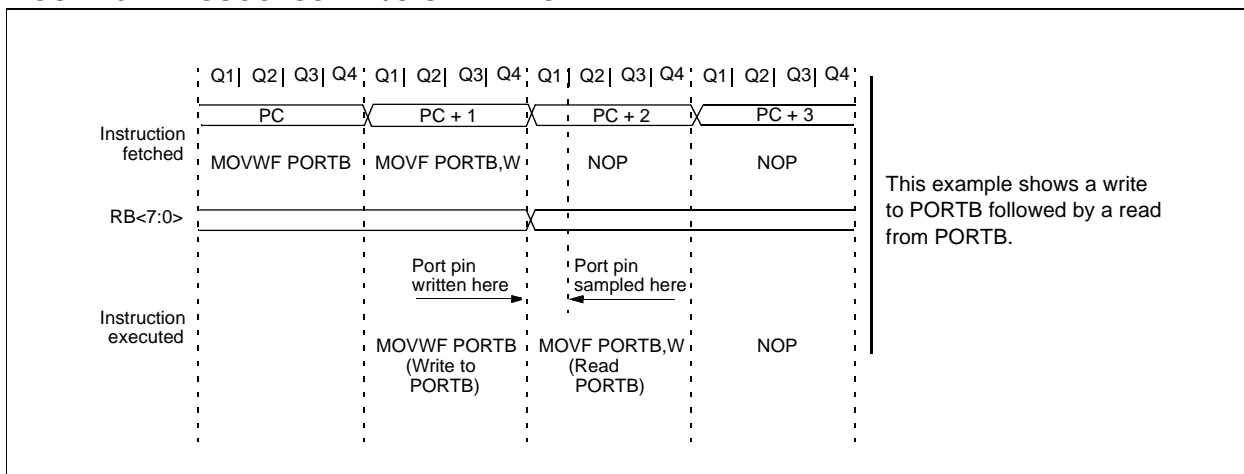 Q1| Q2| Q3| Q4 Q1| Q2| Q3| Q4 Q1| Q2| Q3| Q4 Q1| Q2| Q3| Q4
PC PC + 1 PC + 2 PC + 3
Instruction
fetched
MOVWF PORTB MOVF PORTB,W NOP NOP
RB<7:0>
Port pin
written here
Port pin
sampled here
Instruction
executed
MOVWF PORTB
(Write to
PORTB)
MOVF PORTB,W
(Read
PORTB)
NOP
This example shows a write
to PORTB followed by a read
from PORTB.